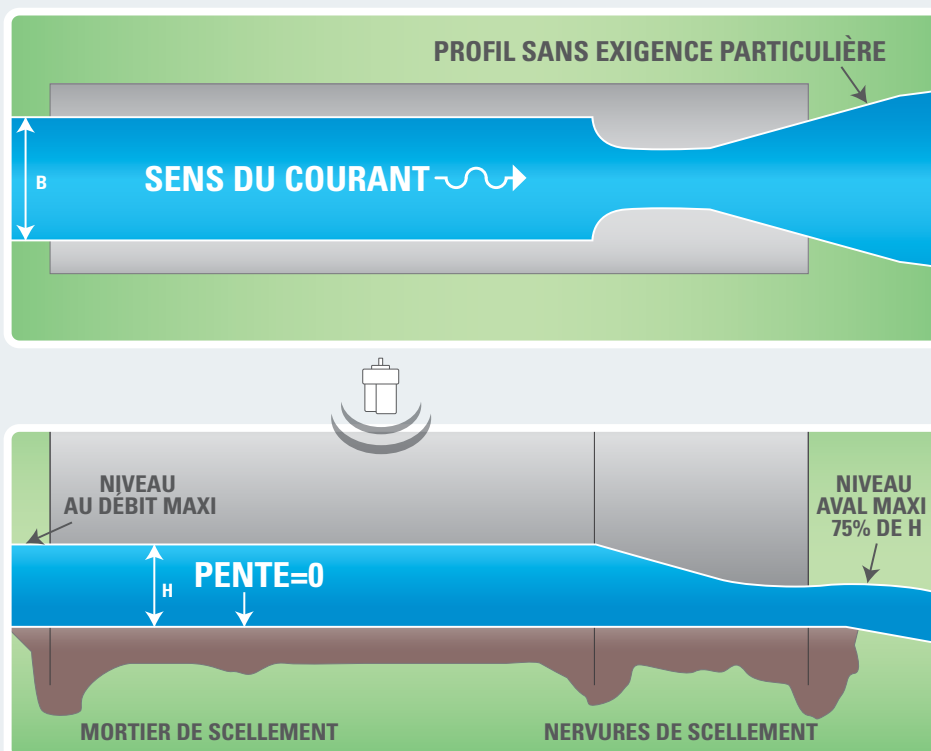 PROFIL SANS EXIGENCE PARTICULIÈRE
B
SENS DU COURANT
NIVEAU
AU DÉBIT MAXI
NIVEAU
AVAL MAXI
75% DE H
H
PENTE=0
MORTIER DE SCELLEMENT
NERVURES DE SCELLEMENT